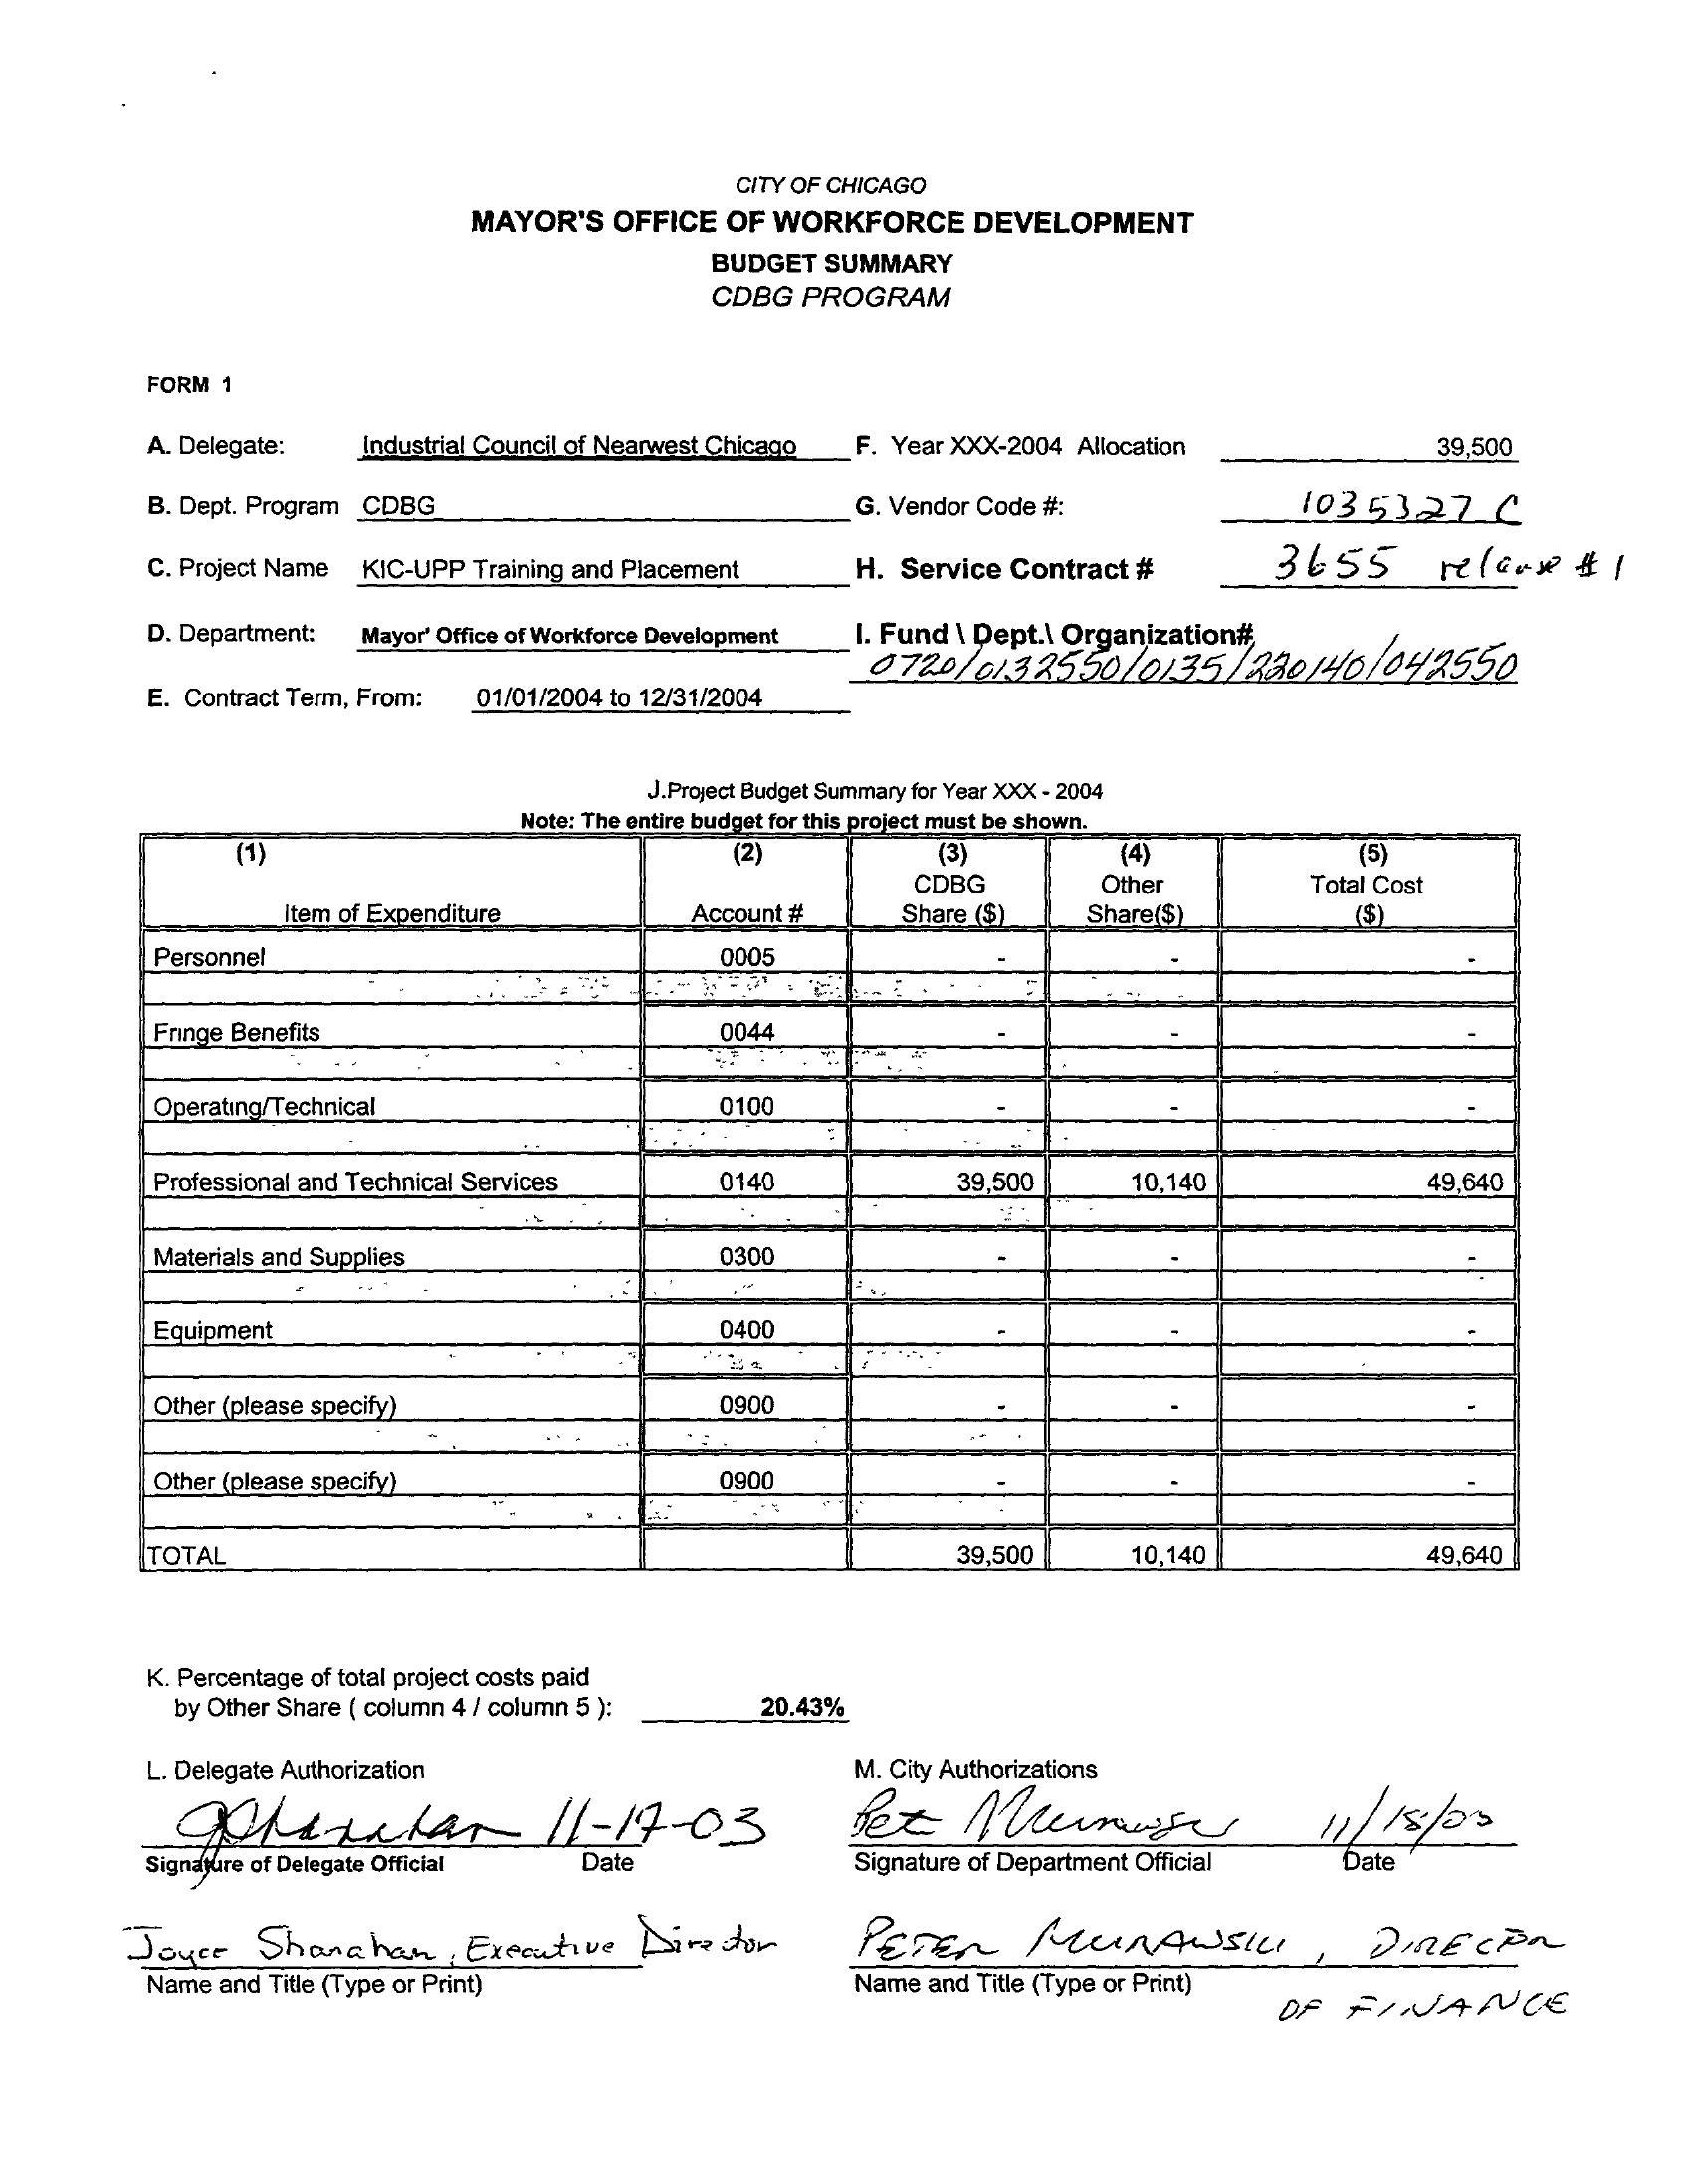 CITY OF CHICAGO
MAYOR'S OFFICE OF WORKFORCE DEVELOPMENT
BUDGET SUMMARY
CDBG PROGRAM
FORM 1
A. Delegate: Industrial Council of Nearwest Chicago F. Year XXX-2004 Allocation 39,500
B. Dept. Program CDBG G. Vendor Code #: 1035327 C
C. Project Name KIC-UPP Training and Placement H. Service Contract # 3655 release # 1
D. Department: Mayor' Office of Workforce Development I. Fund \ Dept.\ Organization#
0720/0132550/0135/220140/042550
E. Contract Term, From: 01/01/2004 to 12/31/2004
J.Project Budget Summary for Year XXX - 2004
Note: The entire budget for this project must be shown.
(1) (2) (3) (4) (5)
CDBG Other Total Cost
Item of Expenditure Account # Share ($) Share($) ($)
Personnel 0005 - - -
Fringe Benefits 0044 - - -
Operating/Technical 0100 - - -
Professional and Technical Services 0140 39,500 10,140 49,640
Materials and Supplies 0300 - - -
Equipment 0400 - - -
Other (please specify) 0900 - - -
Other (please specify) 0900 - - -
TOTAL 39,500 10,140 49,640
K. Percentage of total project costs paid
by Other Share ( column 4 / column 5 ): 20.43%
L. Delegate Authorization M. City Authorizations
JShanahan 11-17-03 Pet Murawski 11/18/03
Signature of Delegate Official Date Signature of Department Official Date
Joyce Shanahan, Executive Director PETER MURAWSKI, DIRECTOR
Name and Title (Type or Print) Name and Title (Type or Print)
OF FINANCE